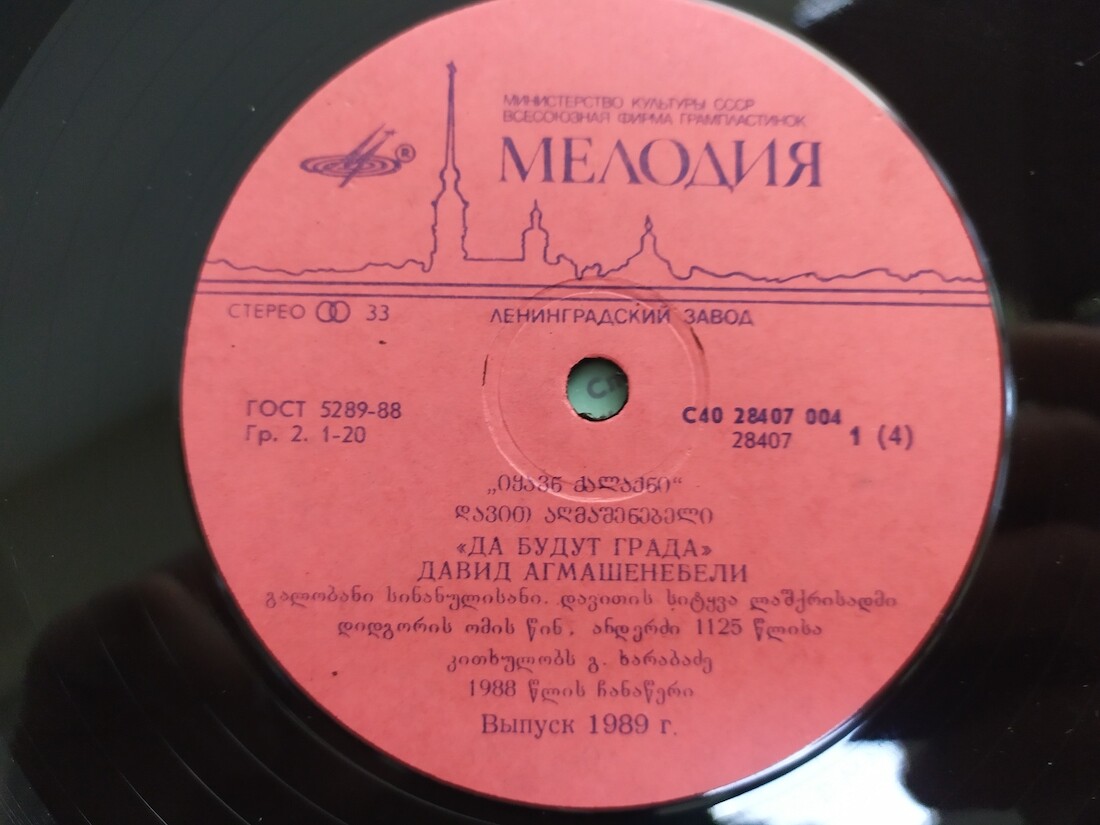 МИНИСТЕРСТВО КУЛЬТУРЫ СССР
ВСЕСОЮЗНАЯ ФИРМА ГРАМПЛАСТИНОК
МЕЛОДИЯ
®
СТЕРЕО 33
ЛЕНИНГРАДСКИЙ ЗАВОД
ГОСТ 5289-88
Гр. 2. 1-20
С40 28407 004
28407 1 (4)
„იყავნ ქალაქნი“
დავით აღმაშენებელი
«ДА БУДУТ ГРАДА»
ДАВИД АГМАШЕНЕБЕЛИ
გალობანი სინანულისანი. დავითის სიტყვა ლაშქრისადმი
დიდგორის ომის წინ, ანდერძი 1125 წლისა
კითხულობს გ. ხარაბაძე
1988 წლის ჩანაწერი
Выпуск 1989 г.